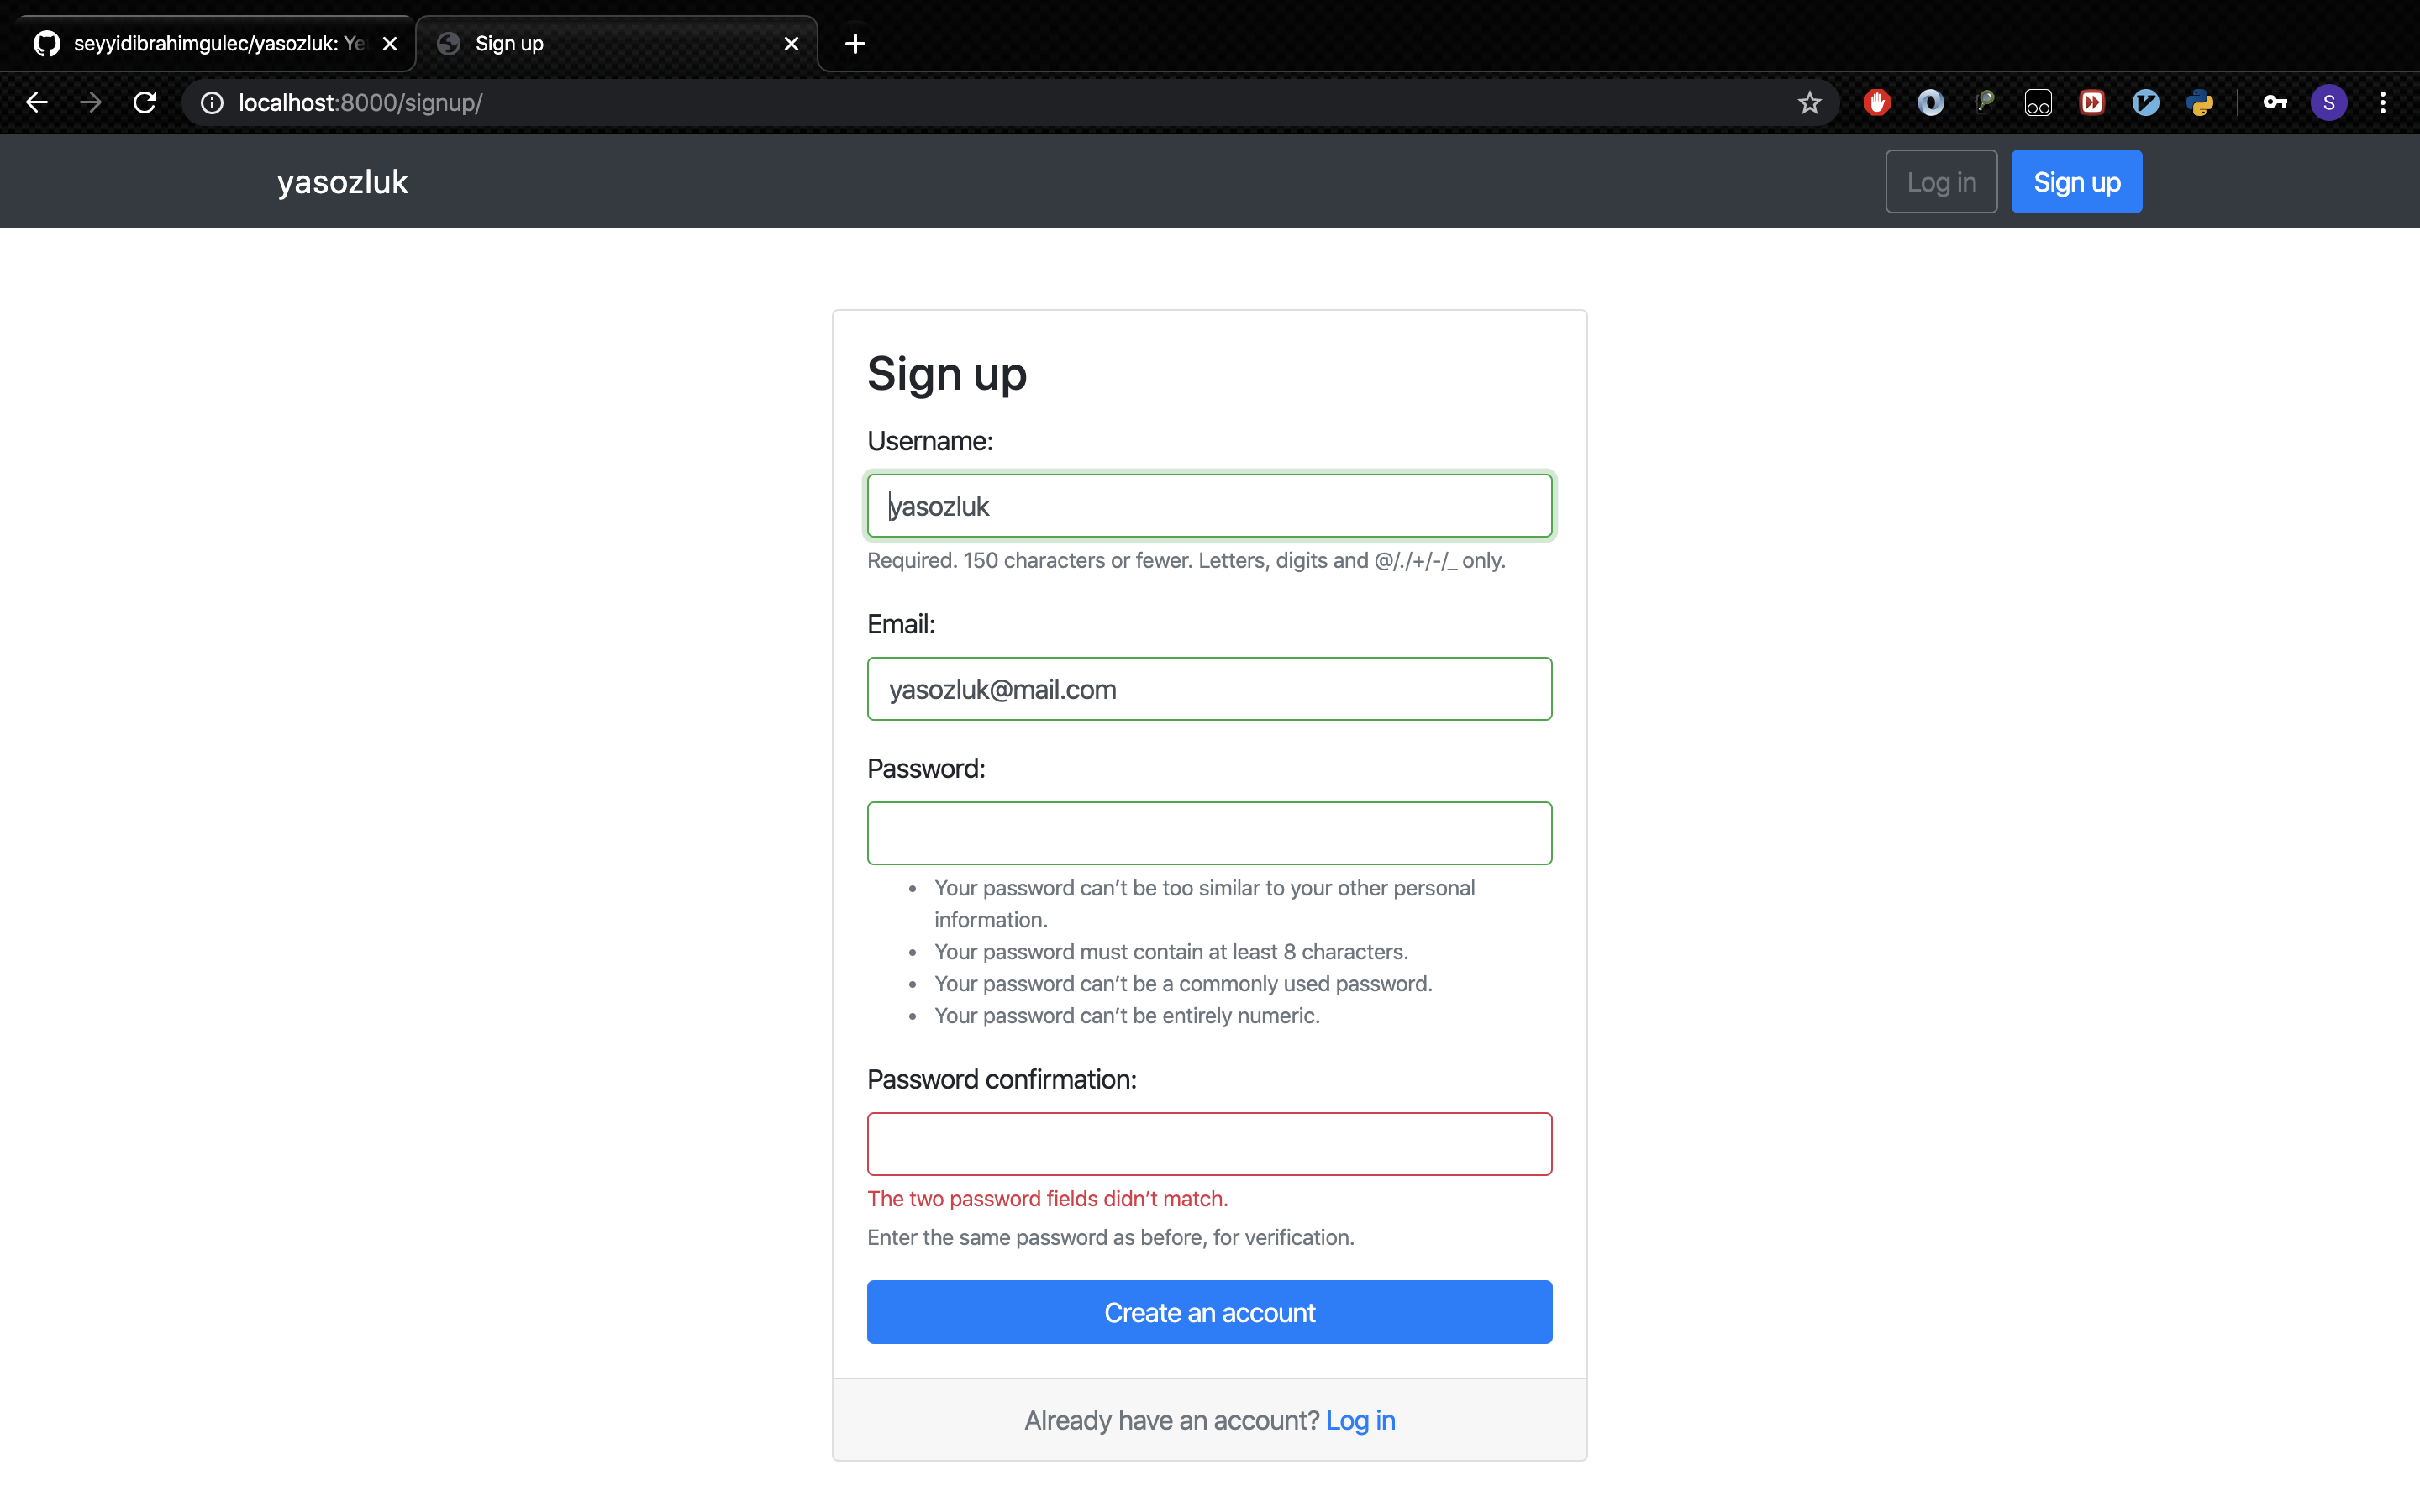 seyyidibrahimgulec/yasozluk: Ye
Sign up
localhost:8000/signup/
S
yasozluk
Log in
Sign up
Sign up
Username:
yasozluk
Required. 150 characters or fewer. Letters, digits and @/./+/-/_ only.
Email:
yasozluk@mail.com
Password:
Your password can’t be too similar to your other personal
information.
Your password must contain at least 8 characters.
Your password can’t be a commonly used password.
Your password can’t be entirely numeric.
Password confirmation:
The two password fields didn’t match.
Enter the same password as before, for verification.
Create an account
Already have an account? Log in